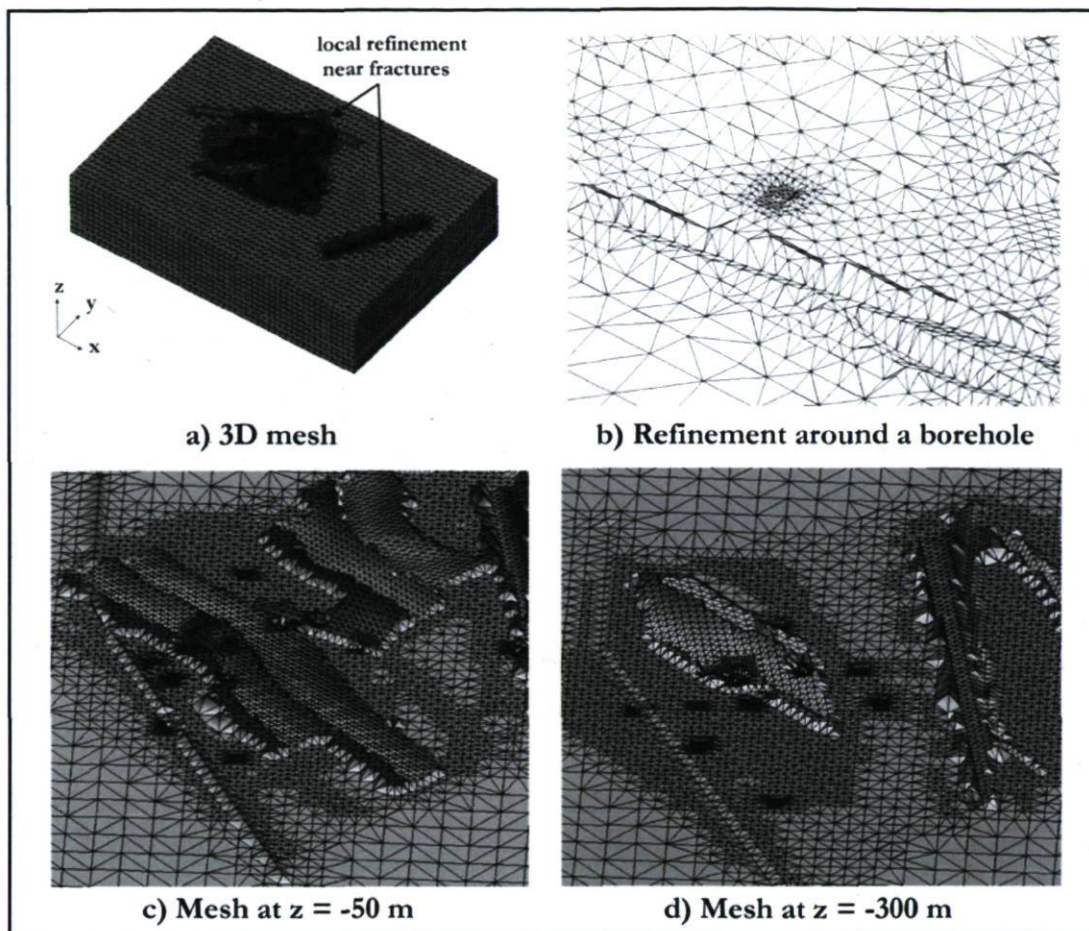 local refinement
near fractures
z
y
x
a) 3D mesh
b) Refinement around a borehole
c) Mesh at z = -50 m
d) Mesh at z = -300 m